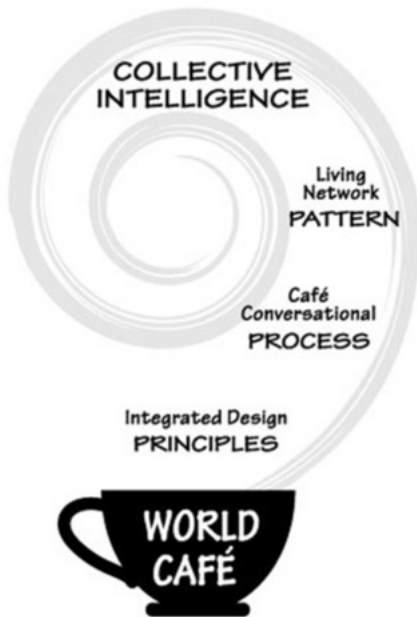 COLLECTIVE
INTELLIGENCE
Living
Network
PATTERN
Café
Conversational
PROCESS
Integrated Design
PRINCIPLES
WORLD
CAFÉ